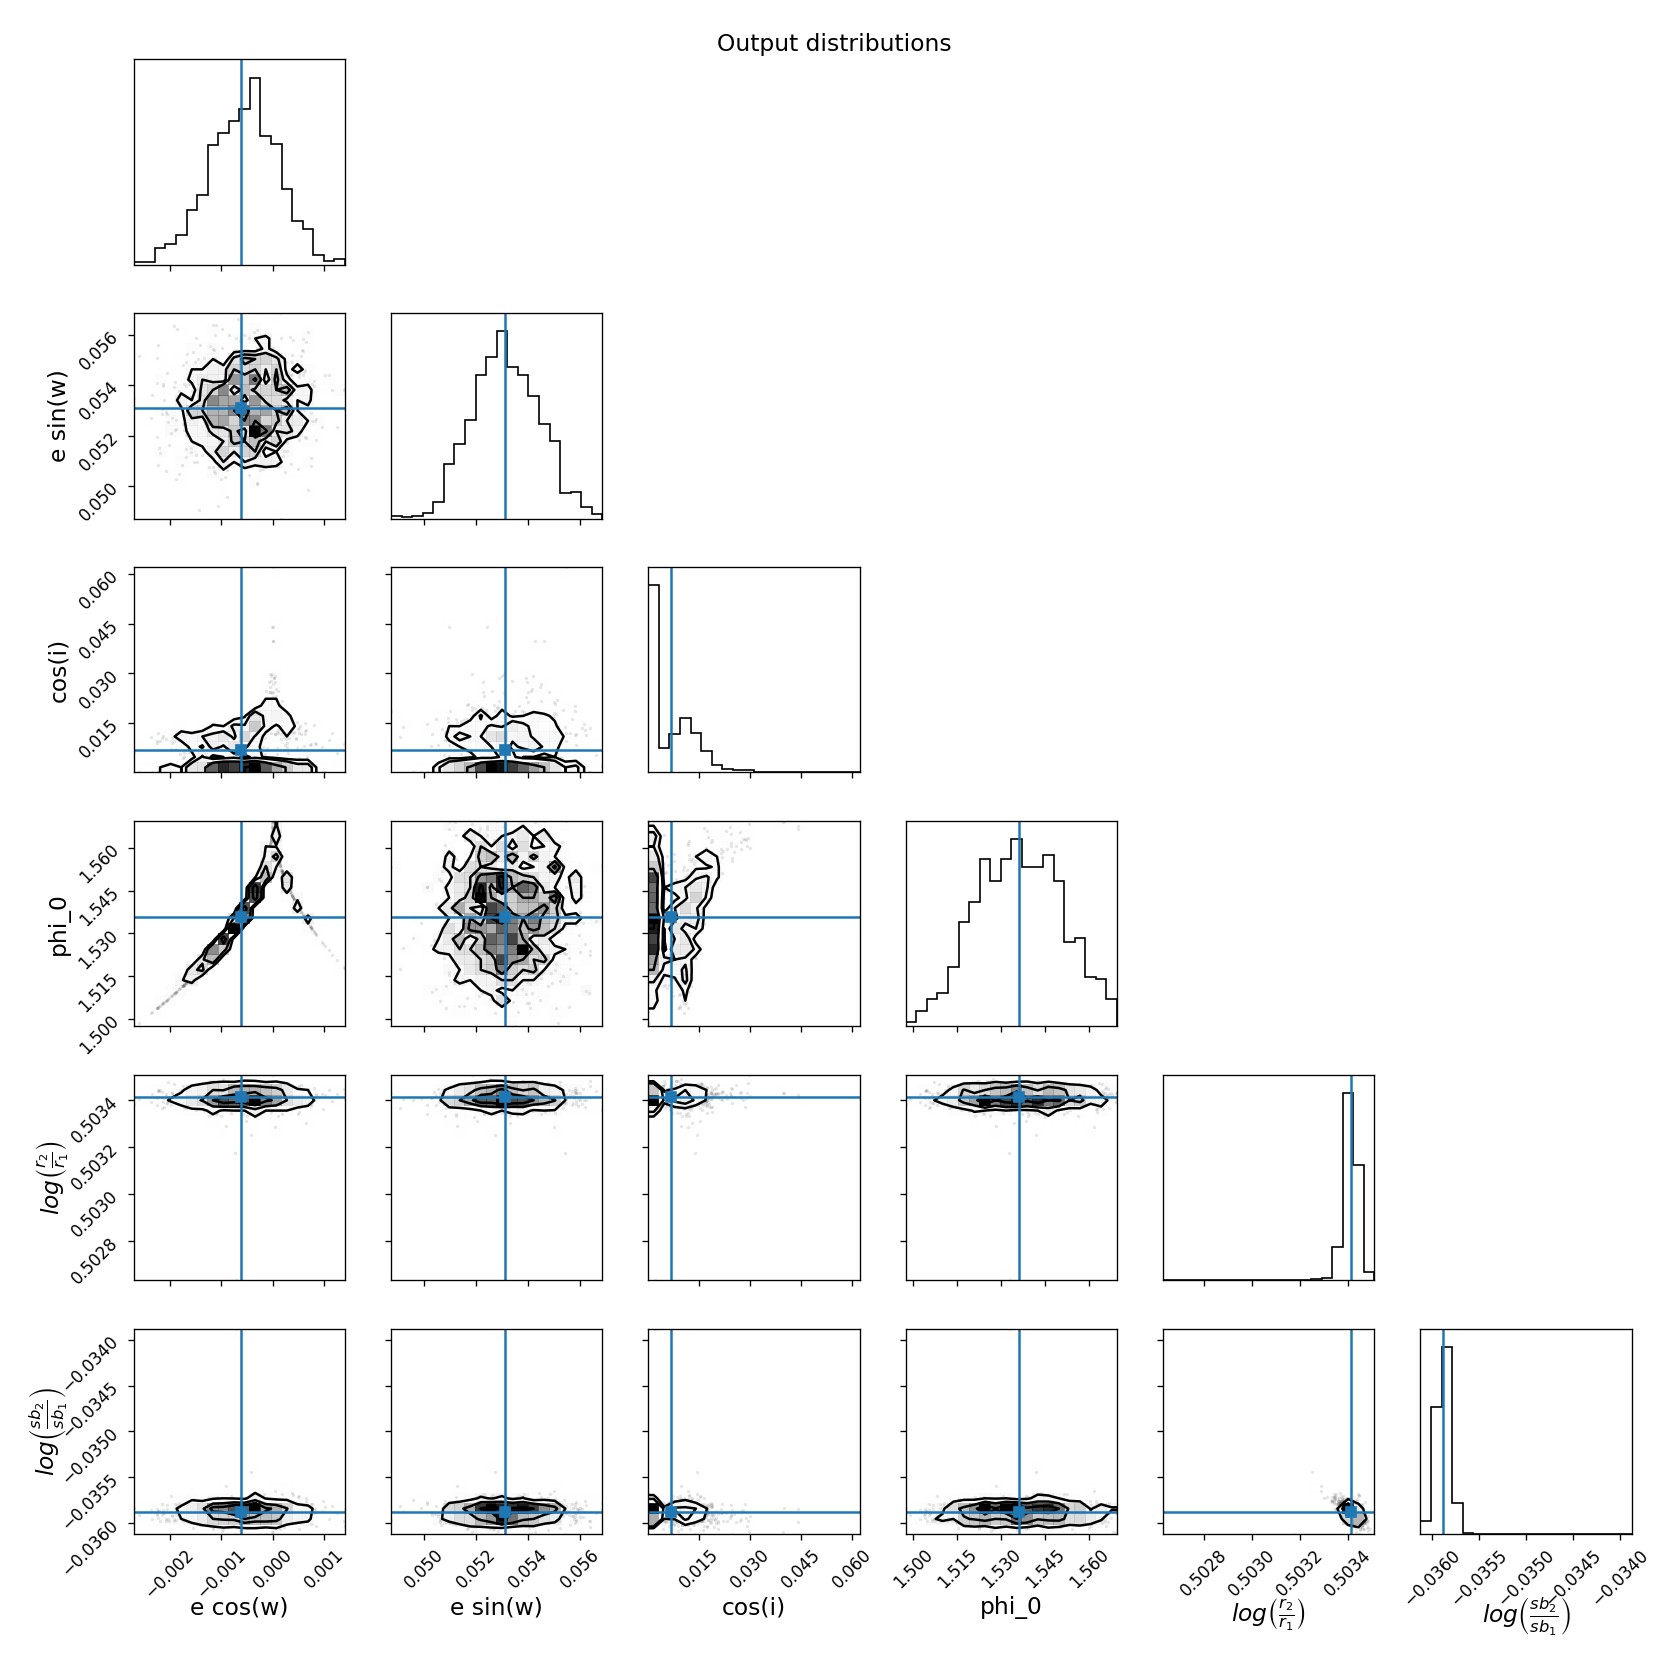 Output distributions
e sin(w)
0.056
0.054
0.052
0.050
cos(i)
0.060
0.045
0.030
0.015
phi_0
1.560
1.545
1.530
1.515
1.500
log(r₂/r₁)
0.5034
0.5032
0.5030
0.5028
log(sb₂/sb₁)
−0.0340
−0.0345
−0.0350
−0.0355
−0.0360
−0.002 −0.001 0.000 0.001
0.050 0.052 0.054 0.056
0.015 0.030 0.045 0.060
1.500 1.515 1.530 1.545 1.560
0.5028 0.5030 0.5032 0.5034
−0.0360 −0.0355 −0.0350 −0.0345 −0.0340
e cos(w) e sin(w) cos(i) phi_0 log(r₂/r₁) log(sb₂/sb₁)